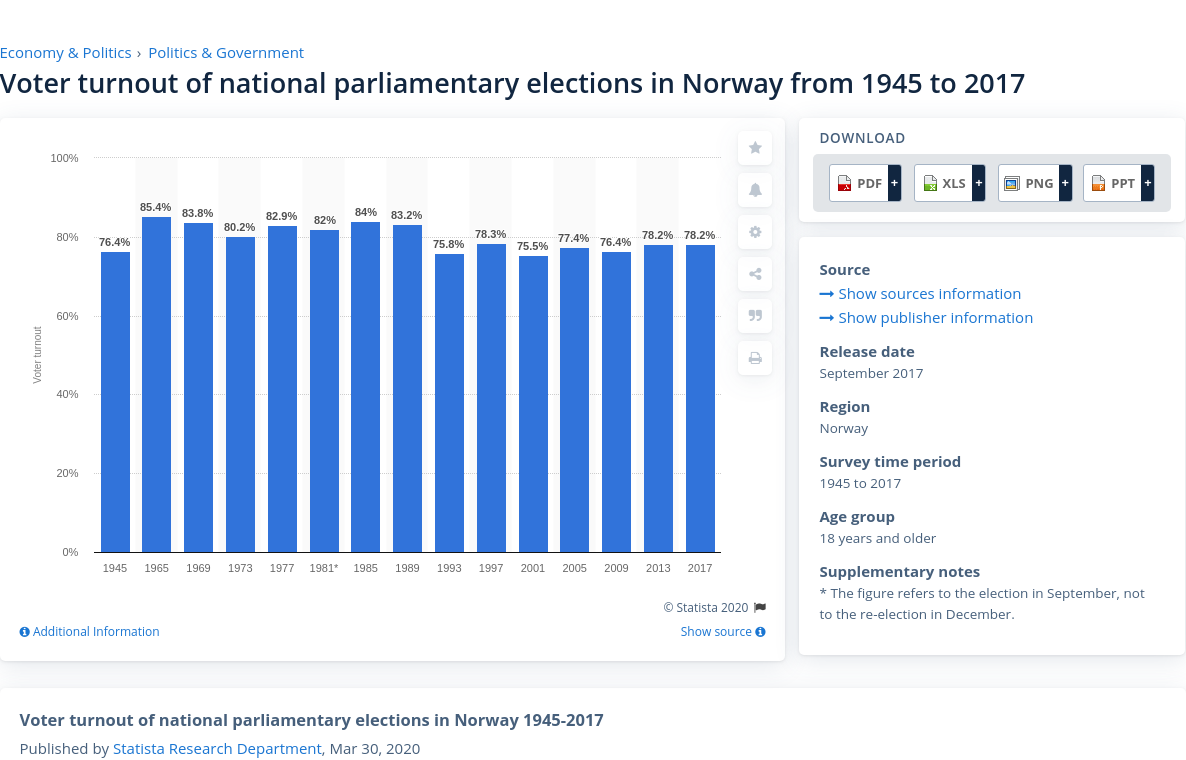 Economy & Politics › Politics & Government
Voter turnout of national parliamentary elections in Norway from 1945 to 2017
100%
80%
60%
40%
20%
0%
Voter turnout
76.4%
85.4%
83.8%
80.2%
82.9%
82%
84%
83.2%
75.8%
78.3%
75.5%
77.4%
76.4%
78.2%
78.2%
1945 1965 1969 1973 1977 1981* 1985 1989 1993 1997 2001 2005 2009 2013 2017
© Statista 2020
Additional Information
Show source
DOWNLOAD
PDF + XLS + PNG + PPT +
Source
Show sources information
Show publisher information
Release date
September 2017
Region
Norway
Survey time period
1945 to 2017
Age group
18 years and older
Supplementary notes
* The figure refers to the election in September, not
to the re-election in December.
Voter turnout of national parliamentary elections in Norway 1945-2017
Published by Statista Research Department, Mar 30, 2020